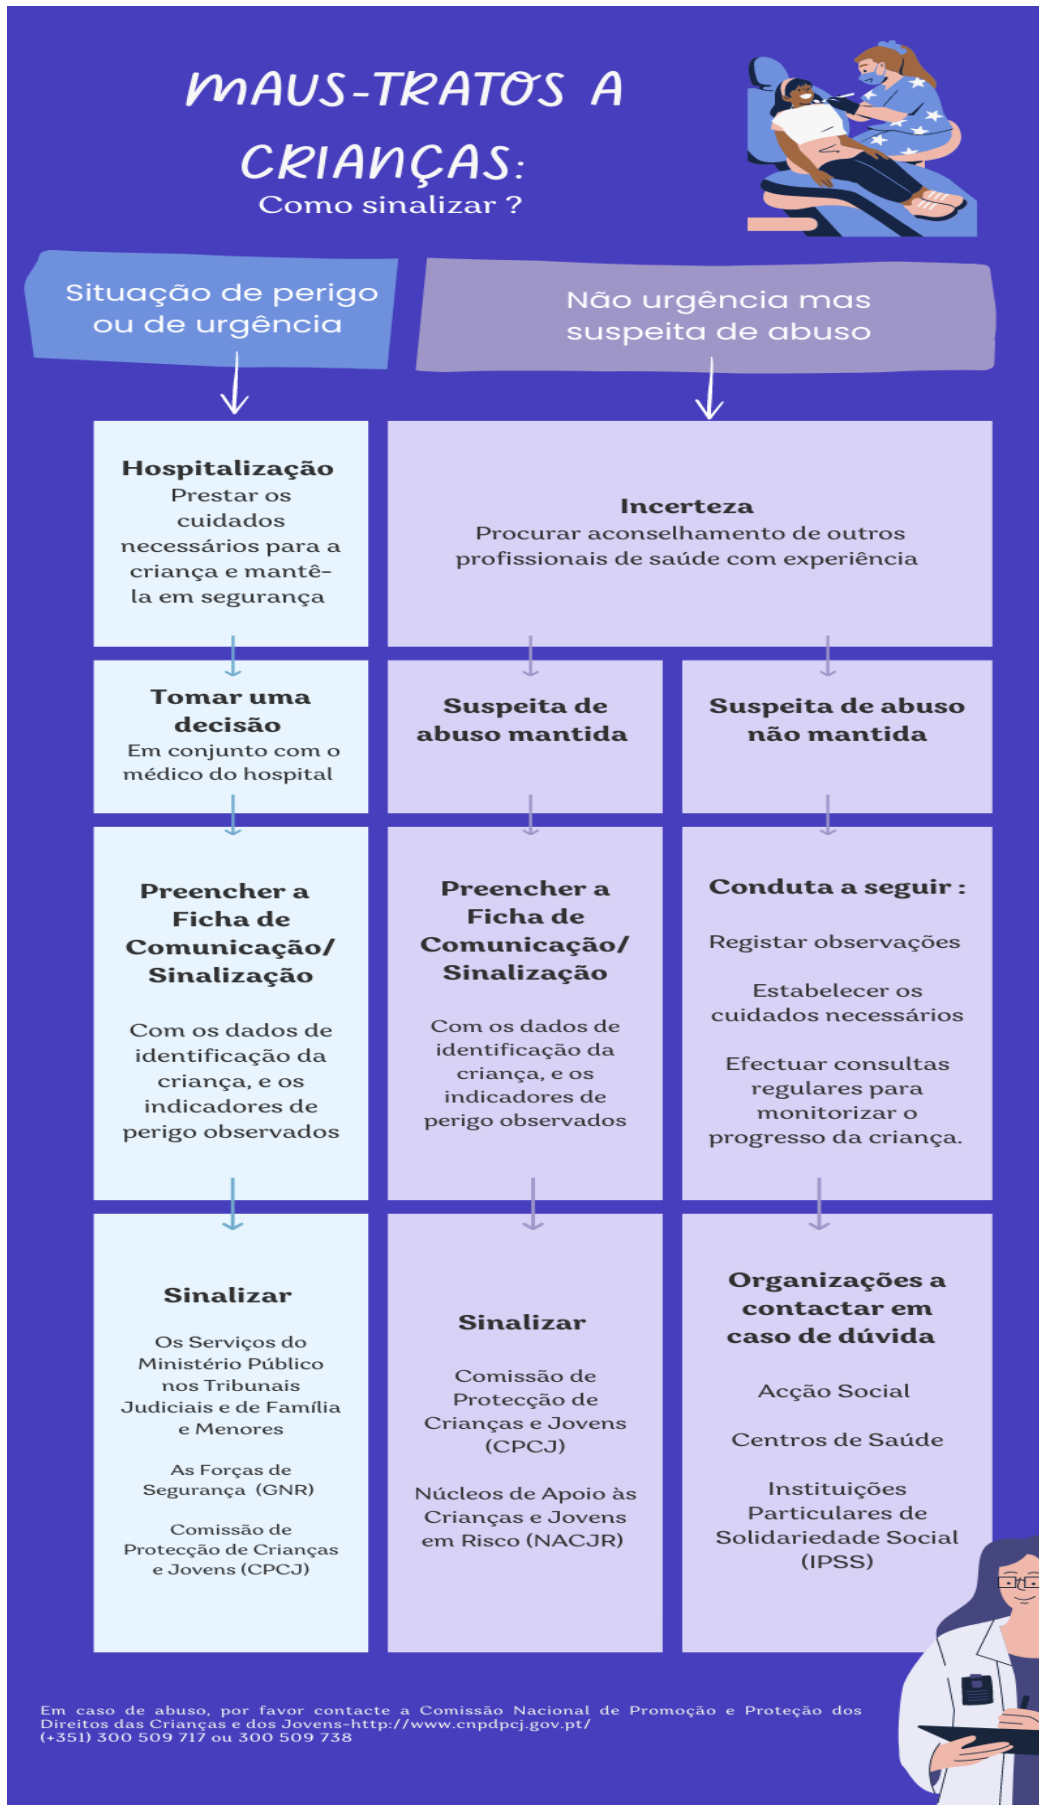 MAUS-TRATOS A
CRIANÇAS:
Como sinalizar ?
Situação de perigo
ou de urgência
Não urgência mas
suspeita de abuso
Hospitalização
Prestar os
cuidados
necessários para a
criança e mantê-
la em segurança
Incerteza
Procurar aconselhamento de outros
profissionais de saúde com experiência
Tomar uma
decisão
Em conjunto com o
médico do hospital
Suspeita de
abuso mantida
Suspeita de abuso
não mantida
Preencher a
Ficha de
Comunicação/
Sinalização
Com os dados de
identificação da
criança, e os
indicadores de
perigo observados
Preencher a
Ficha de
Comunicação/
Sinalização
Com os dados de
identificação da
criança, e os
indicadores de
perigo observados
Conduta a seguir :
Registar observações
Estabelecer os
cuidados necessários
Efectuar consultas
regulares para
monitorizar o
progresso da criança.
Sinalizar
Os Serviços do
Ministério Público
nos Tribunais
Judiciais e de Família
e Menores
As Forças de
Segurança (GNR)
Comissão de
Protecção de Crianças
e Jovens (CPCJ)
Sinalizar
Comissão de
Protecção de
Crianças e Jovens
(CPCJ)
Núcleos de Apoio às
Crianças e Jovens
em Risco (NACJR)
Organizações a
contactar em
caso de dúvida
Acção Social
Centros de Saúde
Instituições
Particulares de
Solidariedade Social
(IPSS)
Em caso de abuso, por favor contacte a Comissão Nacional de Promoção e Proteção dos
Direitos das Crianças e dos Jovens-http://www.cnpdpcj.gov.pt/
(+351) 300 509 717 ou 300 509 738